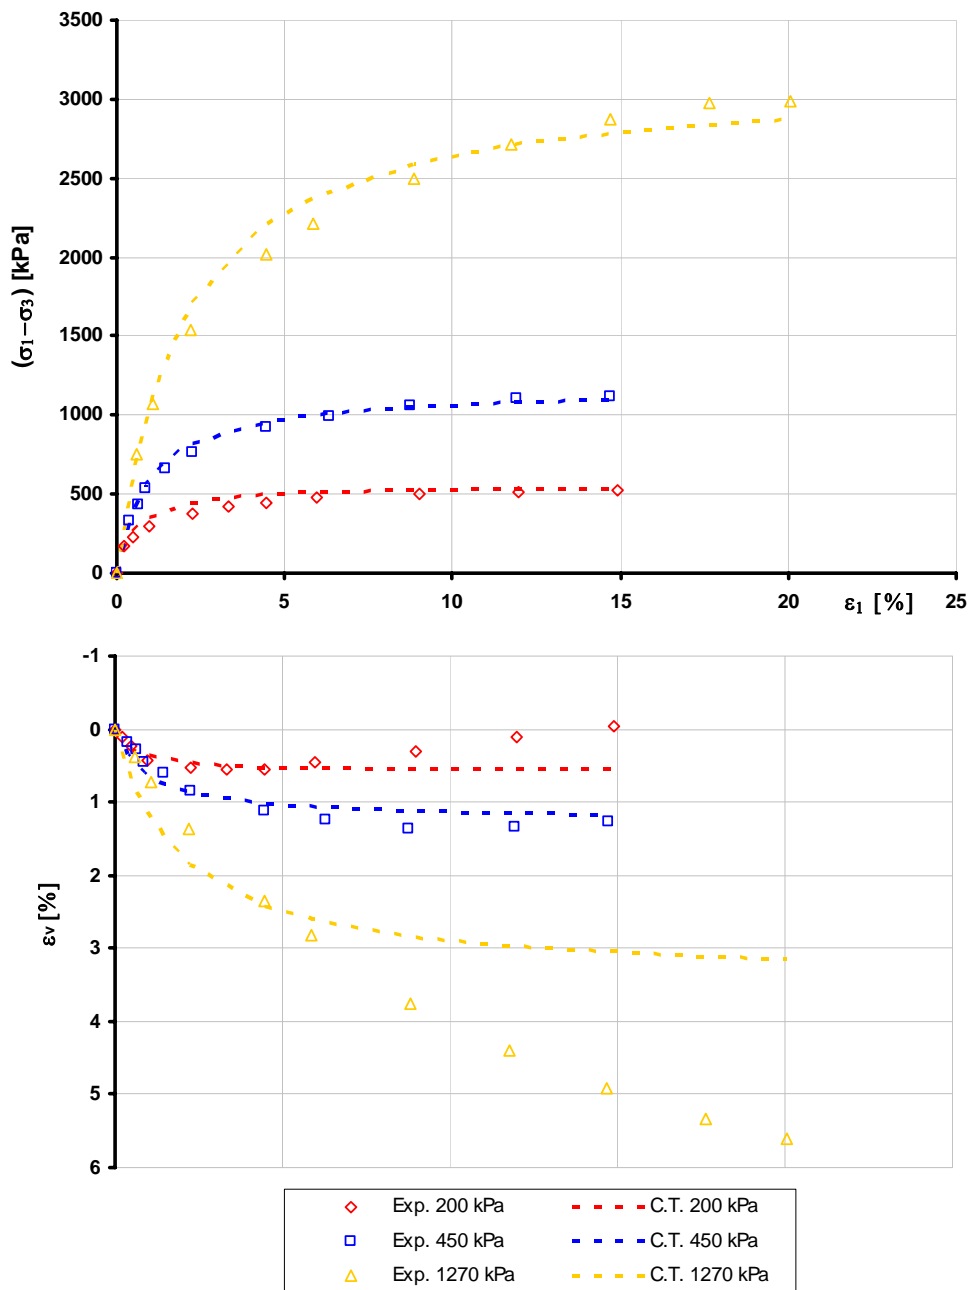 3500
3000
2500
2000
1500
1000
500
0
(σ1−σ3) [kPa]
0 5 10 15 20 25
ε1 [%]
-1
0
1
2
3
4
5
6
εv [%]
Exp. 200 kPa C.T. 200 kPa
Exp. 450 kPa C.T. 450 kPa
Exp. 1270 kPa C.T. 1270 kPa